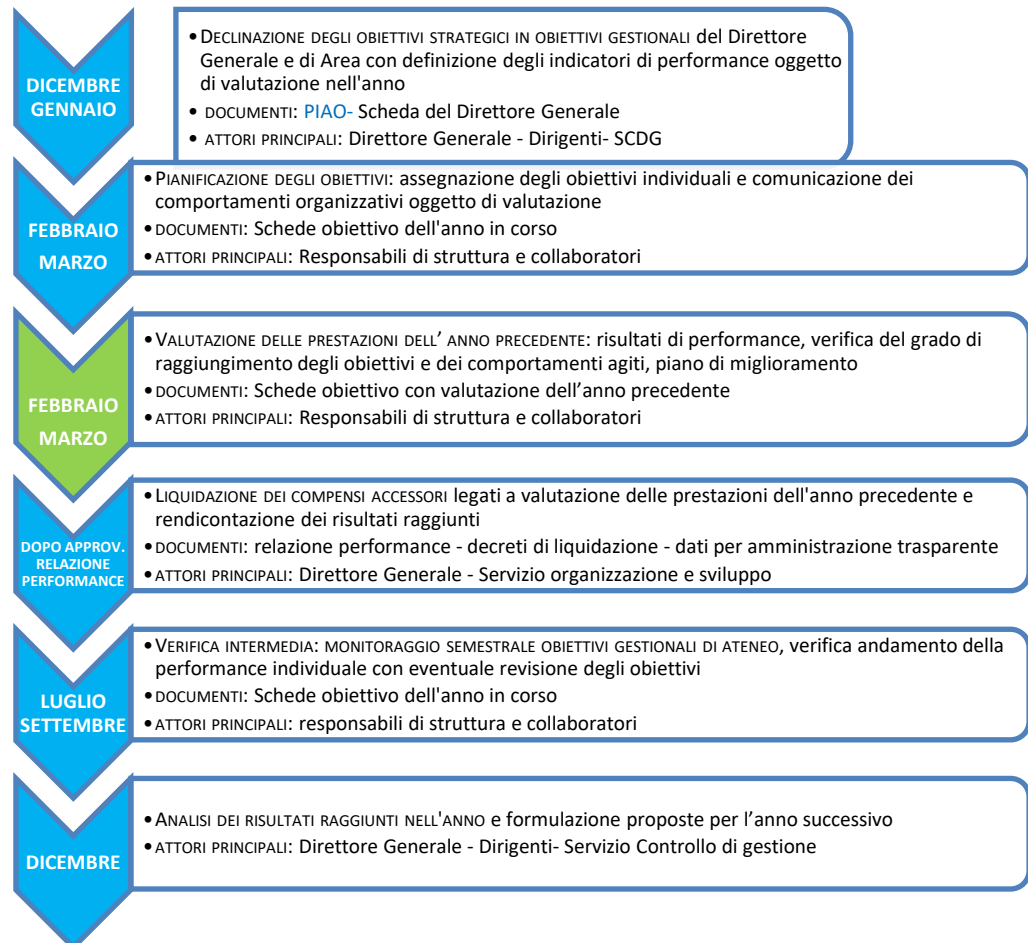 DICEMBRE
GENNAIO
• DECLINAZIONE DEGLI OBIETTIVI STRATEGICI IN OBIETTIVI GESTIONALI del Direttore
Generale e di Area con definizione degli indicatori di performance oggetto
di valutazione nell'anno
• DOCUMENTI: PIAO- Scheda del Direttore Generale
• ATTORI PRINCIPALI: Direttore Generale - Dirigenti- SCDG
FEBBRAIO
MARZO
• PIANIFICAZIONE DEGLI OBIETTIVI: assegnazione degli obiettivi individuali e comunicazione dei
comportamenti organizzativi oggetto di valutazione
• DOCUMENTI: Schede obiettivo dell'anno in corso
• ATTORI PRINCIPALI: Responsabili di struttura e collaboratori
FEBBRAIO
MARZO
• VALUTAZIONE DELLE PRESTAZIONI DELL' ANNO PRECEDENTE: risultati di performance, verifica del grado di
raggiungimento degli obiettivi e dei comportamenti agiti, piano di miglioramento
• DOCUMENTI: Schede obiettivo con valutazione dell’anno precedente
• ATTORI PRINCIPALI: Responsabili di struttura e collaboratori
DOPO APPROV.
RELAZIONE
PERFORMANCE
• LIQUIDAZIONE DEI COMPENSI ACCESSORI legati a valutazione delle prestazioni dell'anno precedente e
rendicontazione dei risultati raggiunti
• DOCUMENTI: relazione performance - decreti di liquidazione - dati per amministrazione trasparente
• ATTORI PRINCIPALI: Direttore Generale - Servizio organizzazione e sviluppo
LUGLIO
SETTEMBRE
• VERIFICA INTERMEDIA: MONITORAGGIO SEMESTRALE OBIETTIVI GESTIONALI DI ATENEO, verifica andamento della
performance individuale con eventuale revisione degli obiettivi
• DOCUMENTI: Schede obiettivo dell'anno in corso
• ATTORI PRINCIPALI: responsabili di struttura e collaboratori
DICEMBRE
• ANALISI DEI RISULTATI RAGGIUNTI NELL'ANNO e formulazione proposte per l’anno successivo
• ATTORI PRINCIPALI: Direttore Generale - Dirigenti- Servizio Controllo di gestione